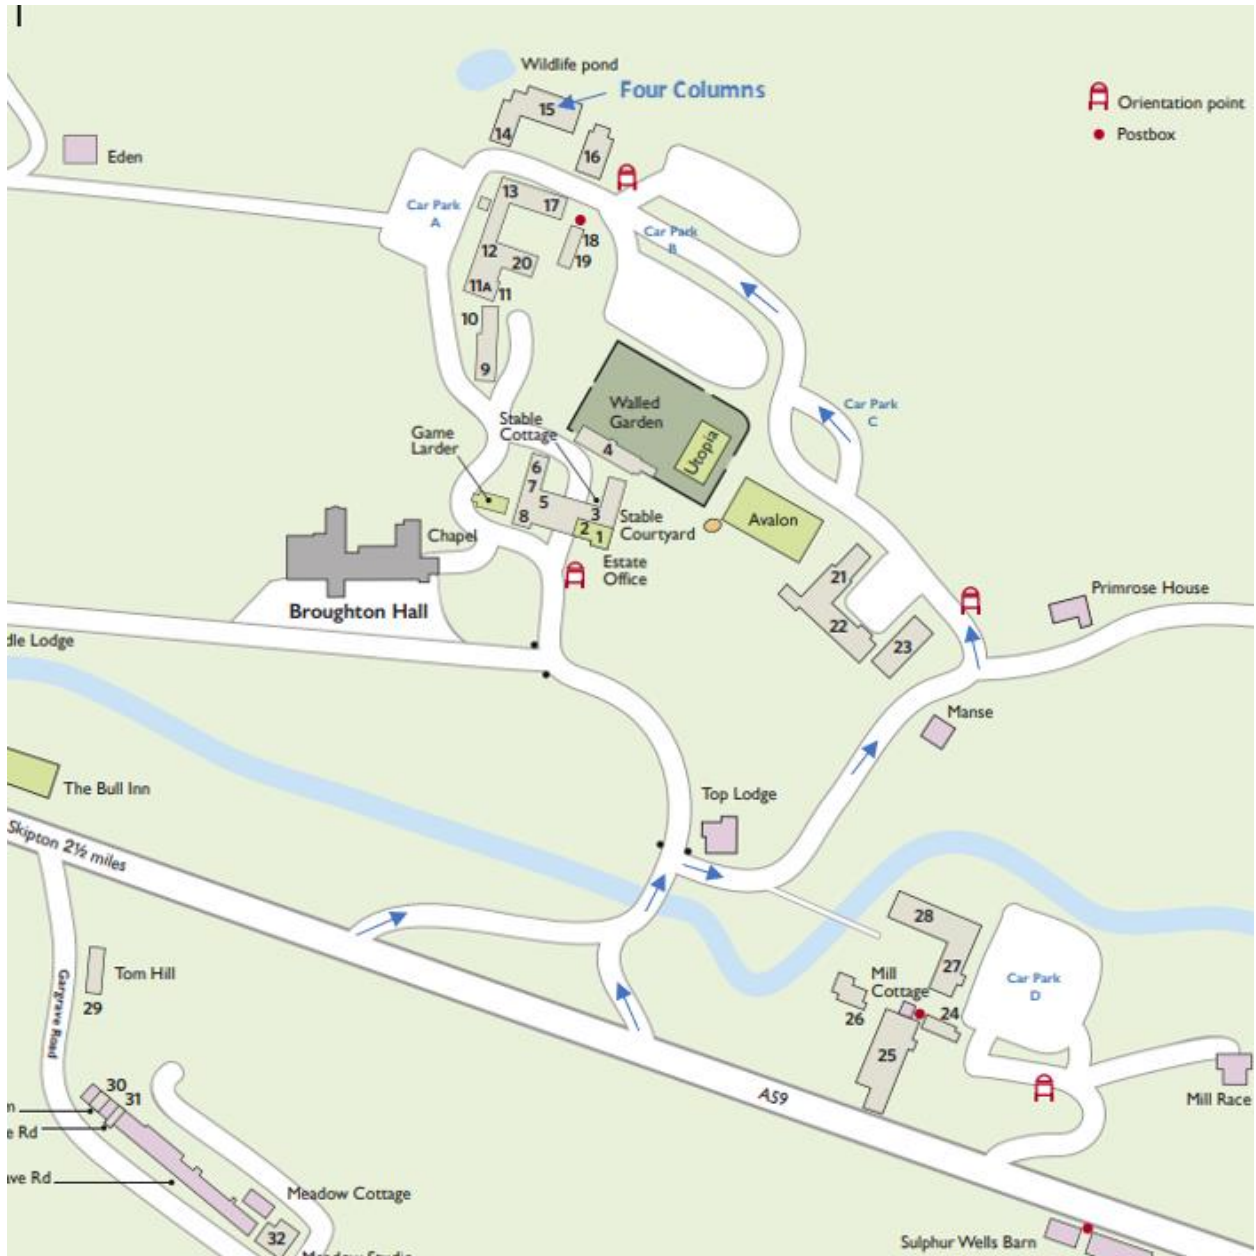 Wildlife pond
Four Columns
Orientation point
Postbox
15
14
16
Eden
13
17
Car Park
A
18
19
Car Park
B
12
20
11A
11
10
9
Walled
Garden
Utopia
Car Park
C
Stable
Cottage
Game
Larder
4
6
7
5
8
3
2
1
Stable
Courtyard
Avalon
Chapel
Estate
Office
Broughton Hall
21
22
23
Primrose House
dle Lodge
Manse
The Bull Inn
Top Lodge
Skipton 2½ miles
28
27
Mill
Cottage
26
24
25
Car Park
D
Tom Hill
29
Gargrave Road
30
31
A59
Mill Race
e Rd
ave Rd
Meadow Cottage
32
Meadow Studio
Sulphur Wells Barn